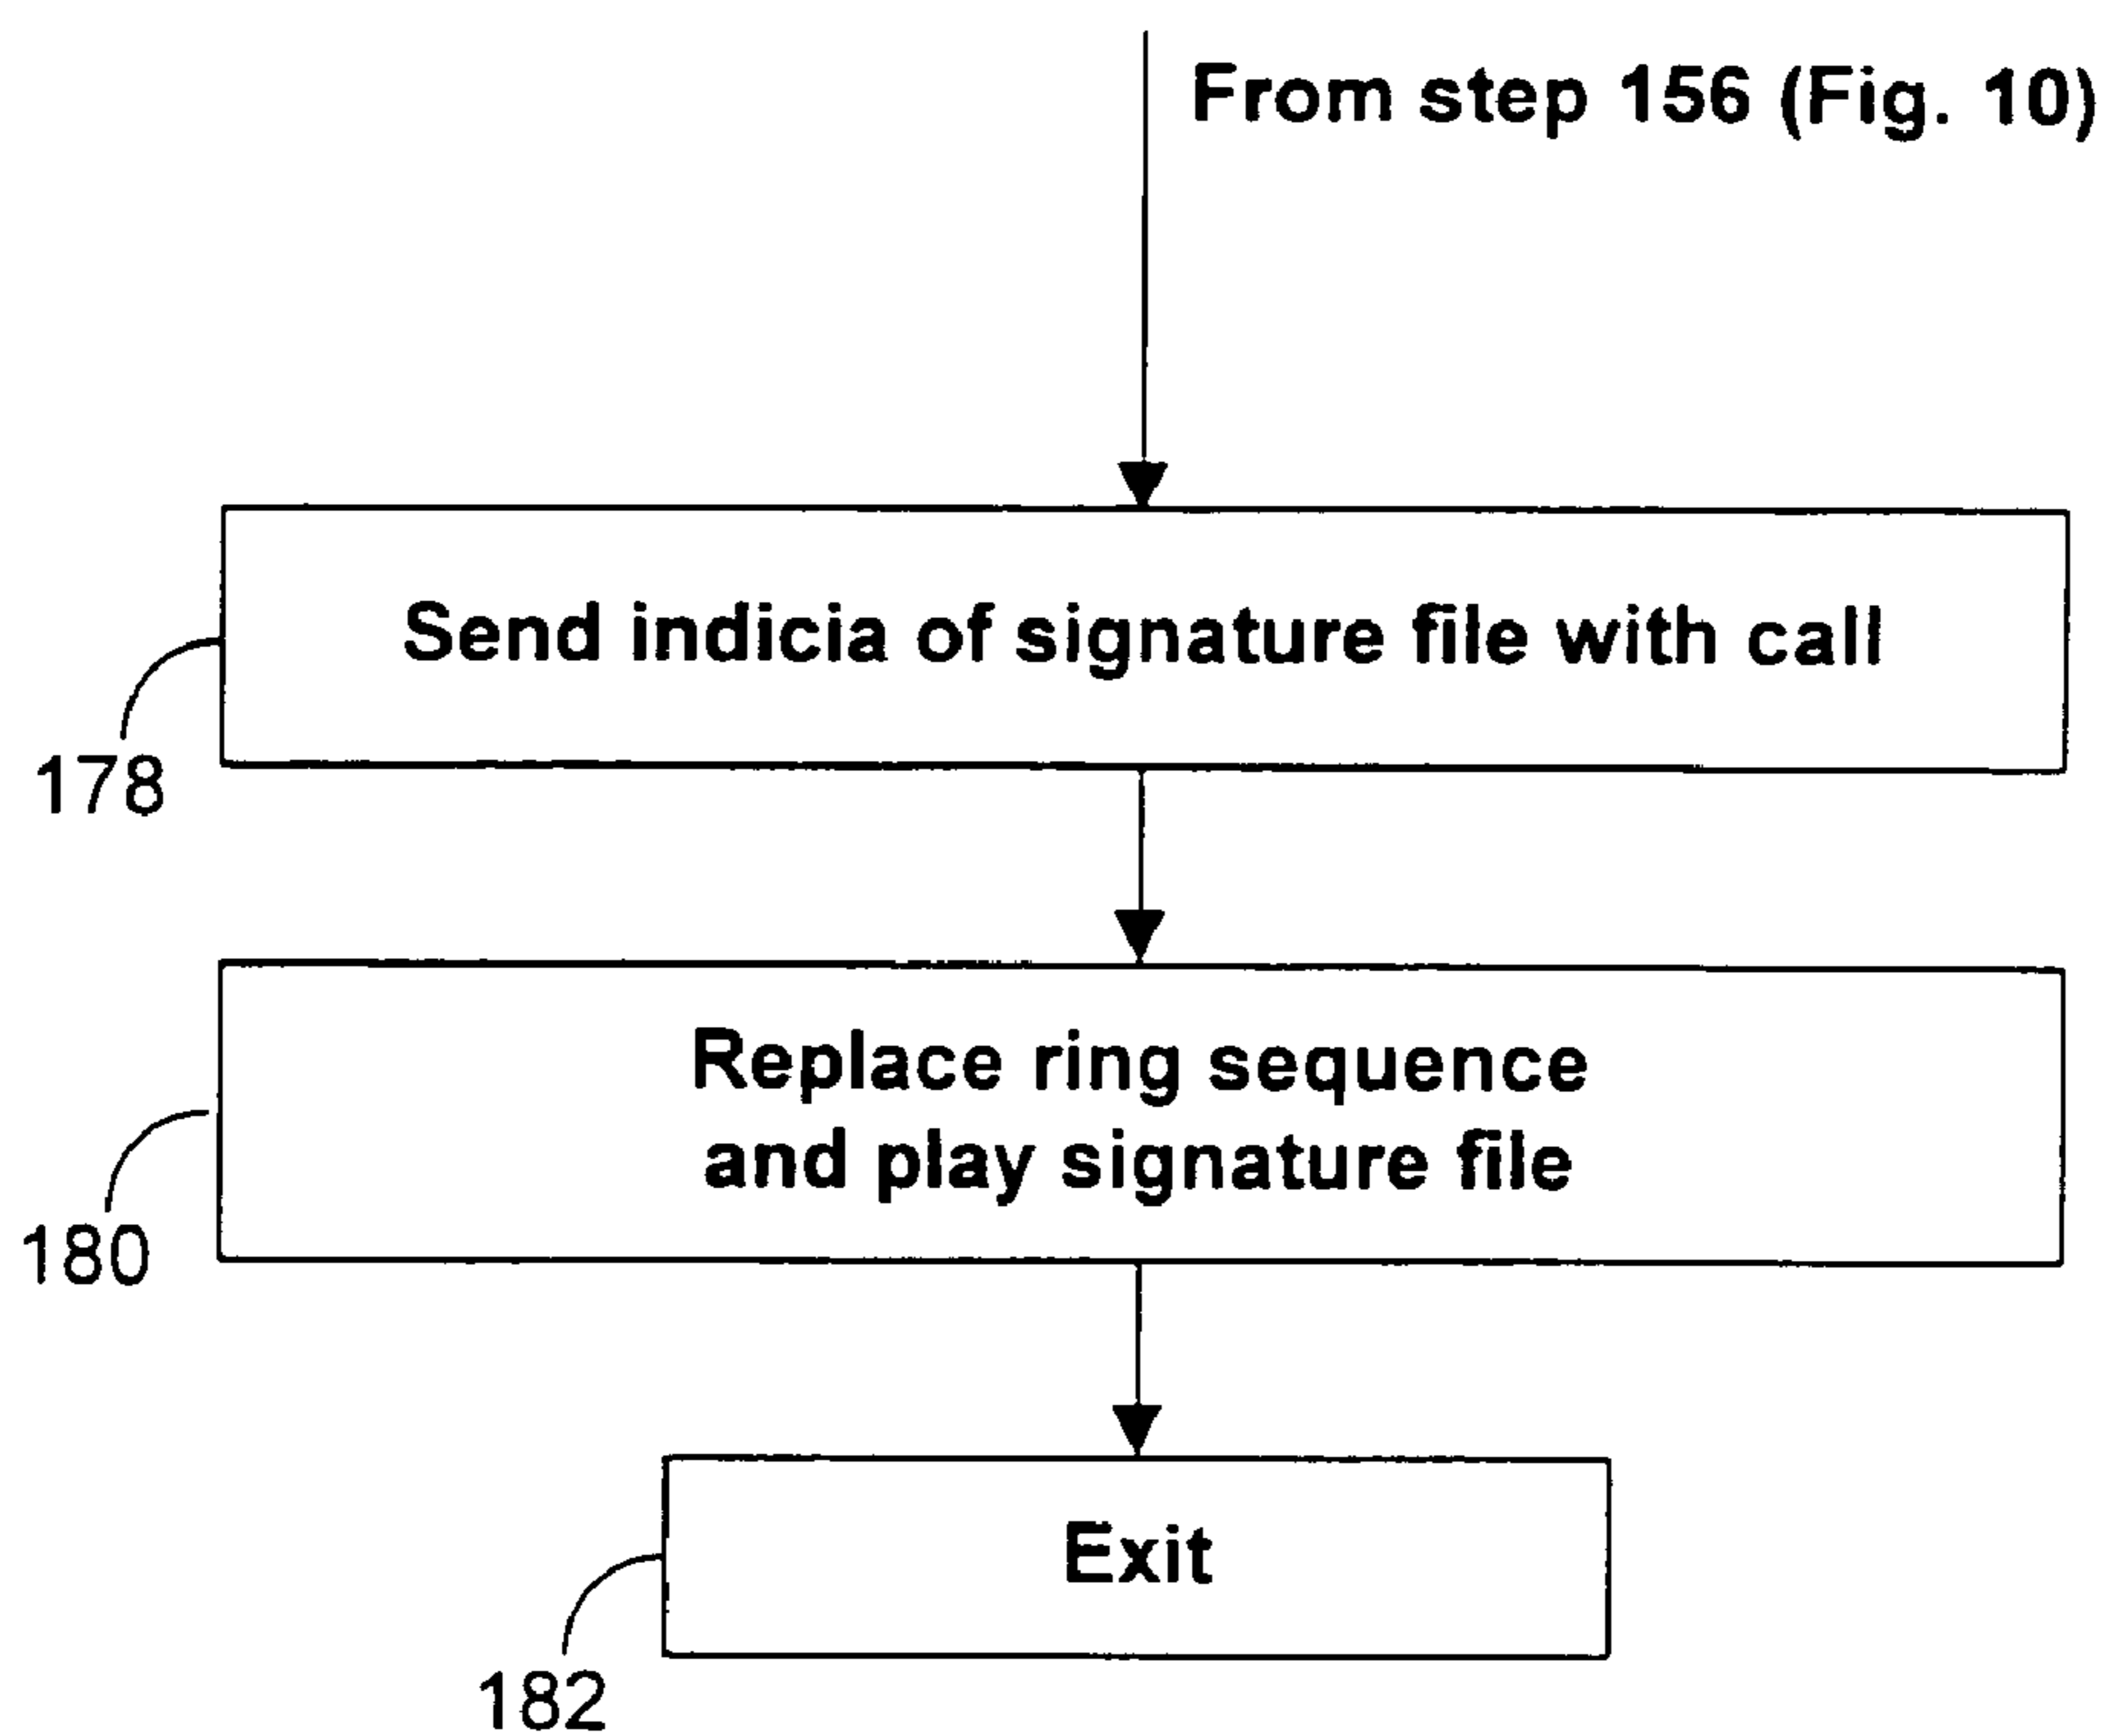 From step 156 (Fig. 10)
Send indicia of signature file with call
178
Replace ring sequence
and play signature file
180
Exit
182